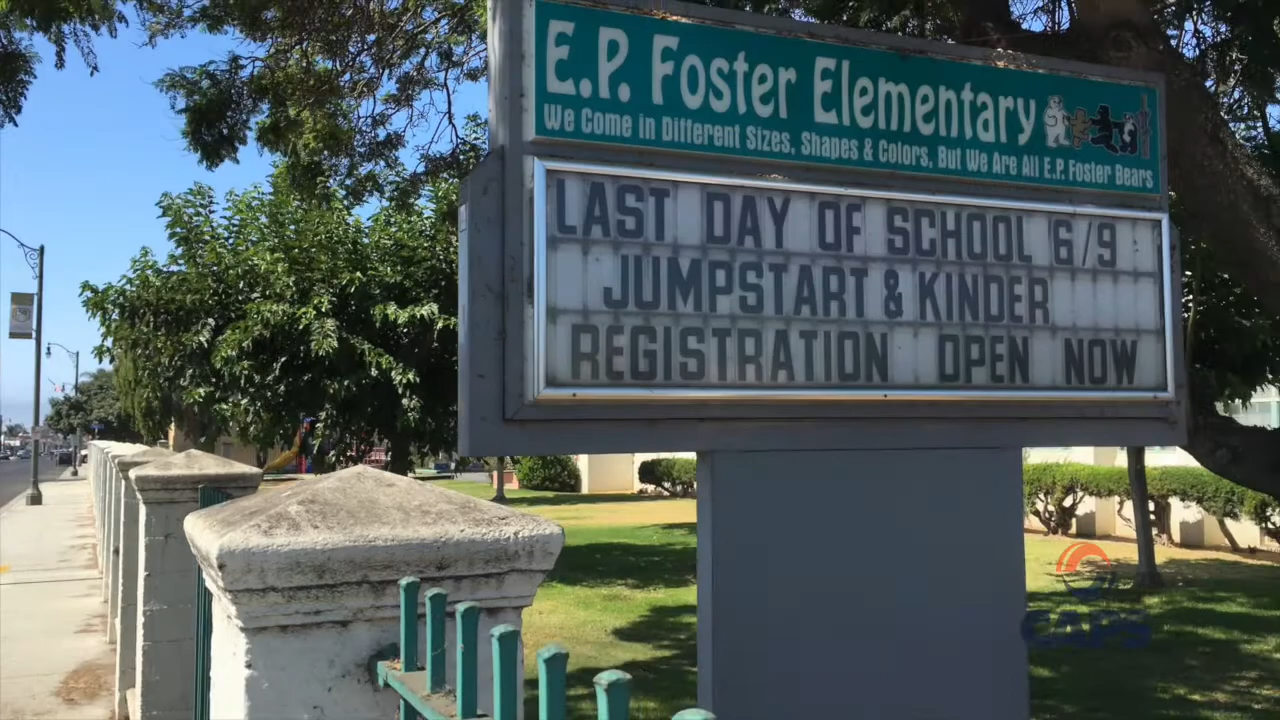 E.P. Foster Elementary
We Come in Different Sizes, Shapes & Colors, But We Are All E.P. Foster Bears
LAST DAY OF SCHOOL 6/9
JUMPSTART & KINDER
REGISTRATION OPEN NOW
CAPS